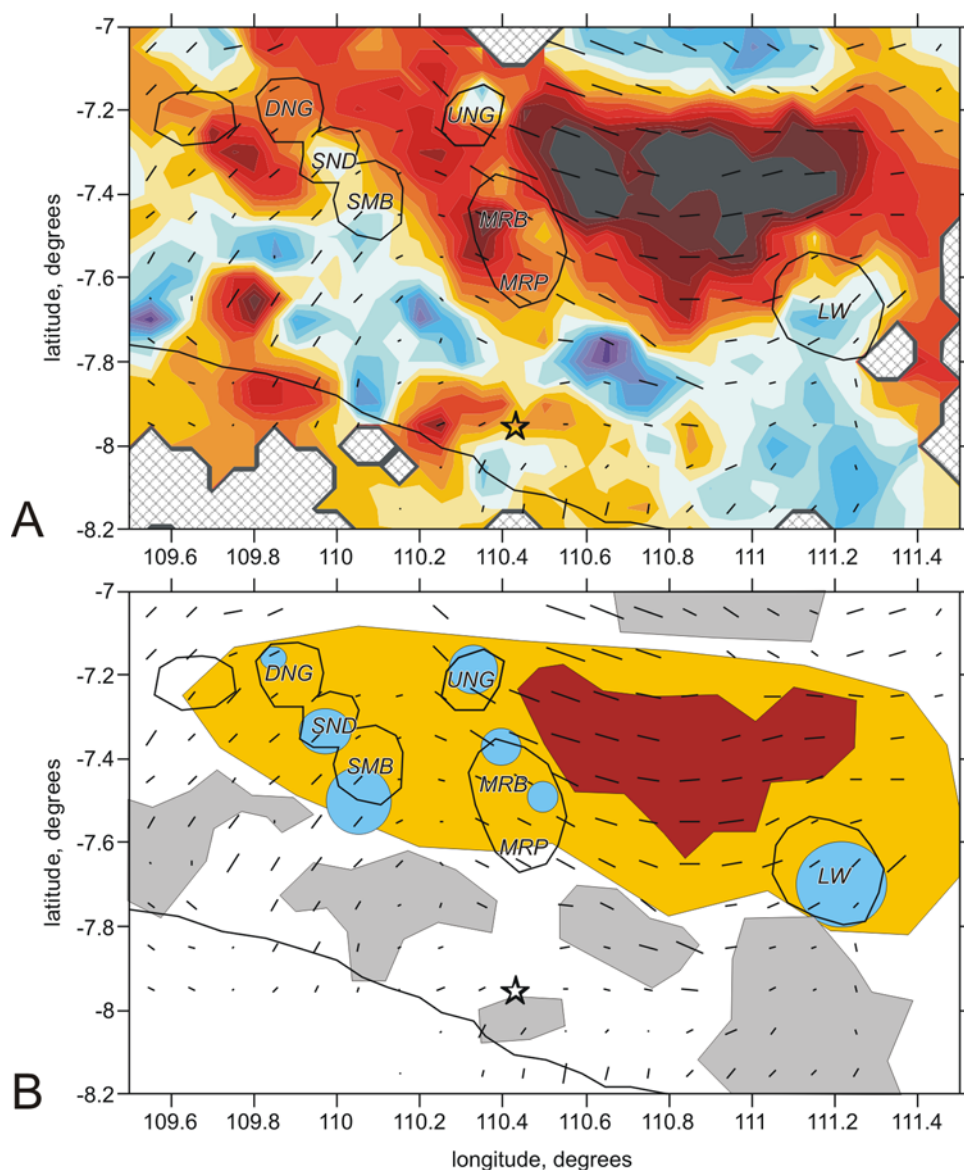 -7
-7.2
-7.4
-7.6
-7.8
-8
-8.2
latitude, degrees
DNG
UNG
SND
SMB
MRB
MRP
LW
A
109.6 109.8 110 110.2 110.4 110.6 110.8 111 111.2 111.4
-7
-7.2
-7.4
-7.6
-7.8
-8
-8.2
latitude, degrees
DNG
UNG
SND
SMB
MRB
MRP
LW
B
109.6 109.8 110 110.2 110.4 110.6 110.8 111 111.2 111.4
longitude, degrees